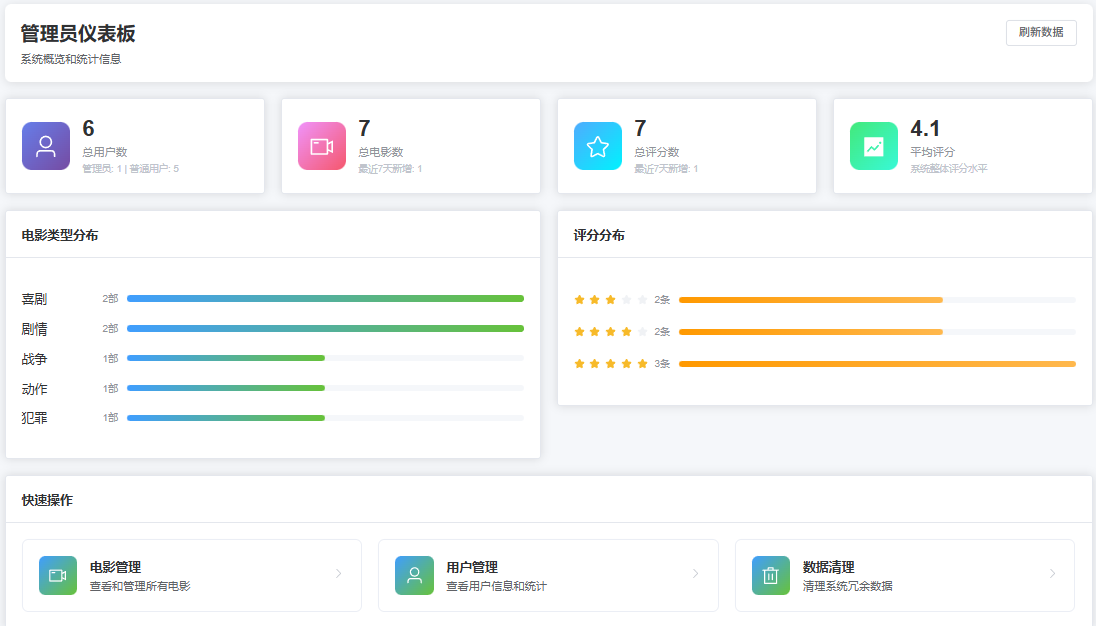 管理员仪表板
系统概览和统计信息
刷新数据
6
总用户数
管理员: 1 | 普通用户: 5
7
总电影数
最近7天新增: 1
7
总评分数
最近7天新增: 1
4.1
平均评分
系统整体评分水平
电影类型分布
喜剧 2部
剧情 2部
战争 1部
动作 1部
犯罪 1部
评分分布
2条
2条
3条
快速操作
电影管理
查看和管理所有电影
用户管理
查看用户信息和统计
数据清理
清理系统冗余数据